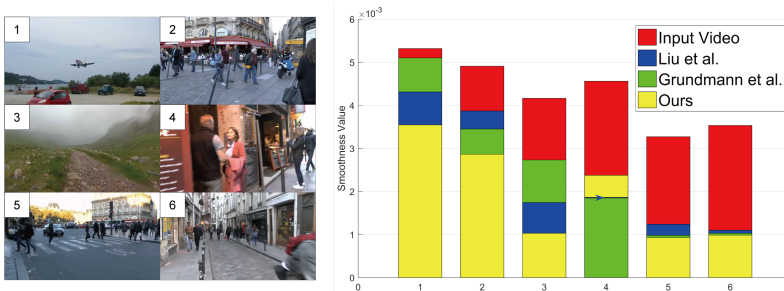 1
2
3
4
5
6
×10⁻³
6
5
4
3
2
1
0
Smoothness Value
Input Video
Liu et al.
Grundmann et al.
Ours
0 1 2 3 4 5 6